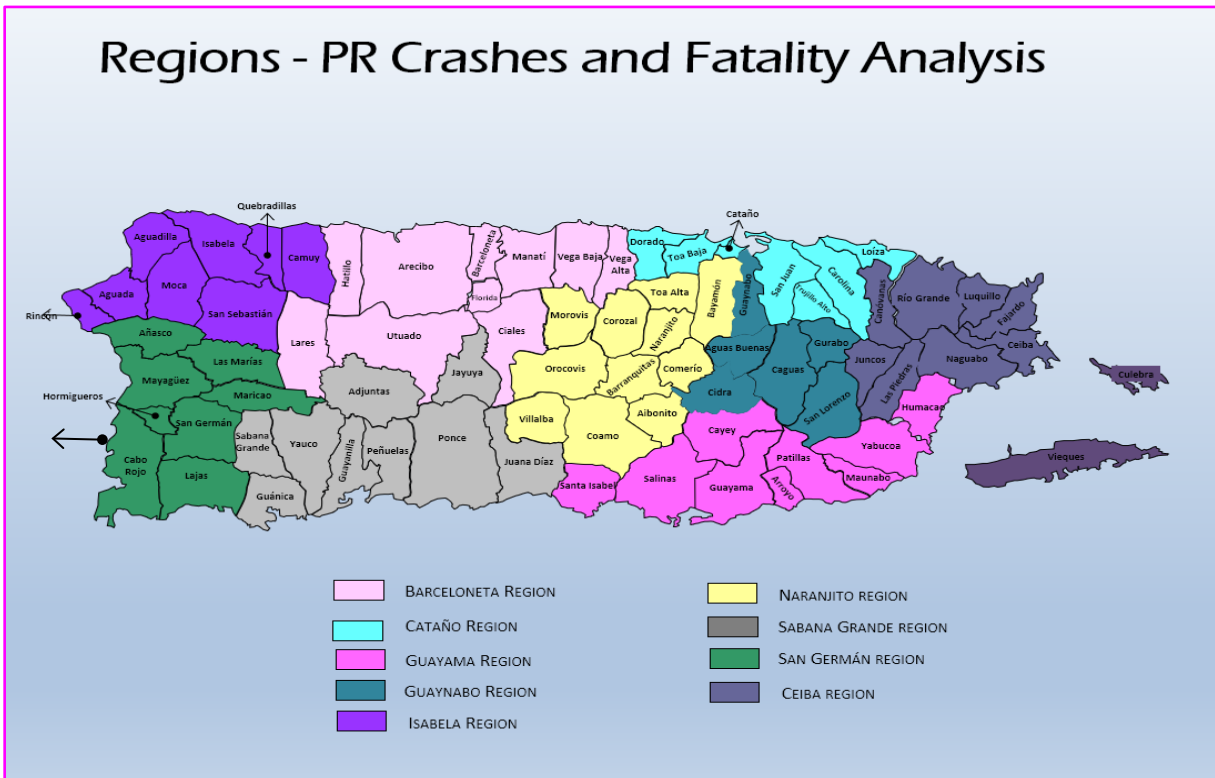 Regions - PR Crashes and Fatality Analysis
Quebradillas
Cataño
Aguadilla
Isabela
Camuy
Hatillo
Arecibo
Barceloneta
Manatí
Vega Baja
Vega
Alta
Dorado
Toa Baja
San Juan
Carolina
Trujillo Alto
Loíza
Canóvanas
Río Grande
Luquillo
Fajardo
Ceiba
Rincón
Aguada
Moca
San Sebastián
Lares
Utuado
Florida
Ciales
Morovis
Corozal
Toa Alta
Naranjito
Bayamón
Guaynabo
Aguas Buenas
Caguas
Gurabo
Juncos
Las Piedras
Naguabo
Culebra
Añasco
Las Marías
Mayagüez
Maricao
Hormigueros
San Germán
Adjuntas
Jayuya
Orocovis
Barranquitas
Comerío
Cidra
San Lorenzo
Humacao
Cabo
Rojo
Lajas
Sabana
Grande
Yauco
Guayanilla
Peñuelas
Ponce
Juana Díaz
Villalba
Coamo
Aibonito
Cayey
Patillas
Yabucoa
Maunabo
Vieques
Guánica
Santa Isabel
Salinas
Guayama
Arroyo
Barceloneta Region
Cataño Region
Guayama Region
Guaynabo Region
Isabela Region
Naranjito region
Sabana Grande region
San Germán region
Ceiba region